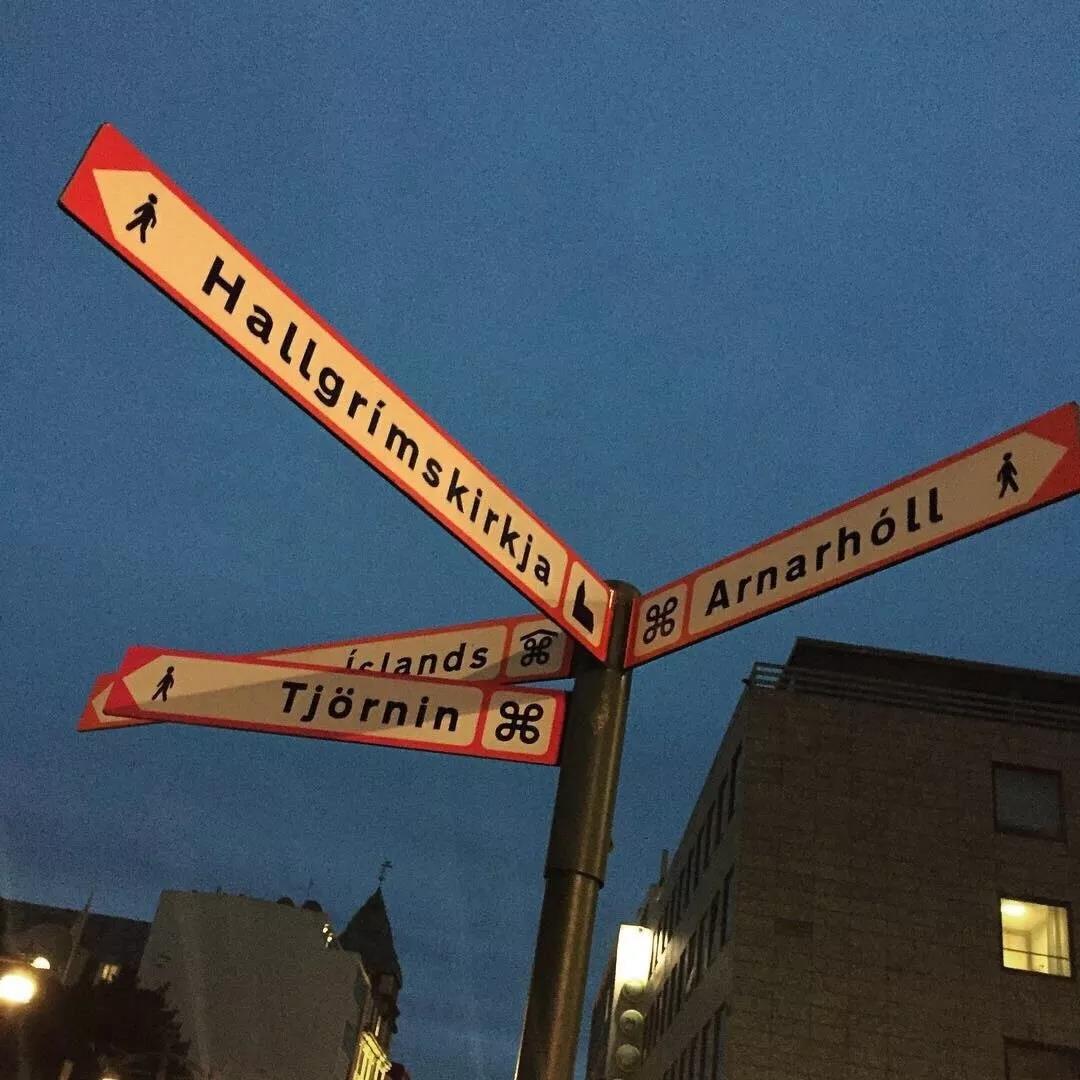 Hallgrímskirkja
Arnarhóll
Íslands
Tjörnin